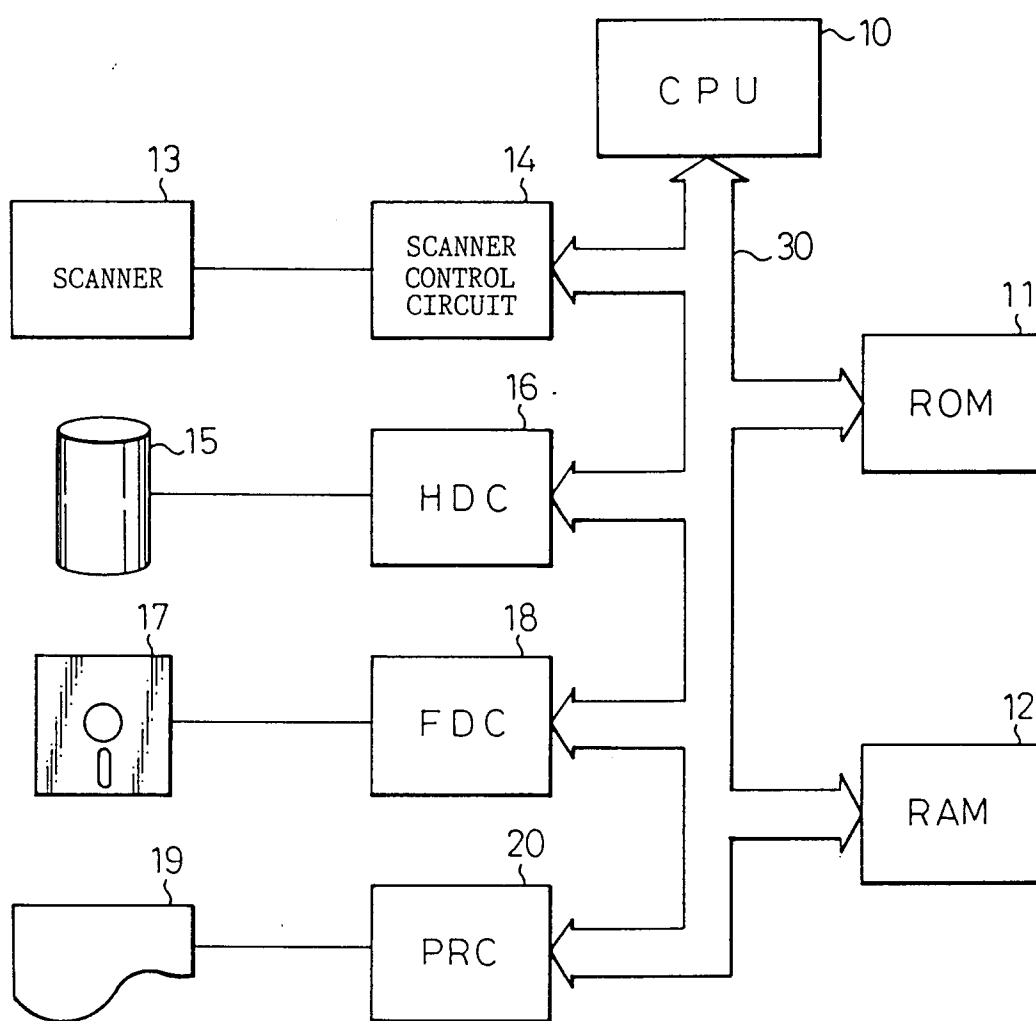 10
CPU
13
SCANNER
14
SCANNER
CONTROL
CIRCUIT
30
11
ROM
15
16
HDC
17
18
FDC
12
RAM
19
20
PRC